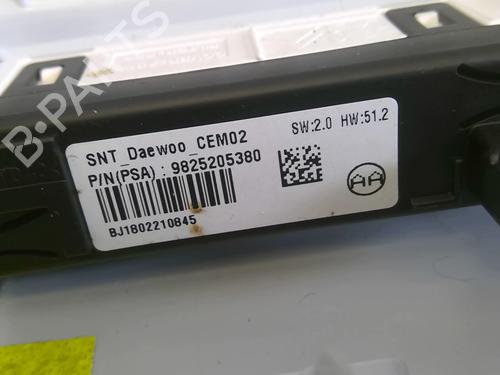 SNT_Daewoo_CEM02
SW:2.0 HW:51.2
P/N(PSA) : 9825205380
AA
BJ1802210845
B-PARTS